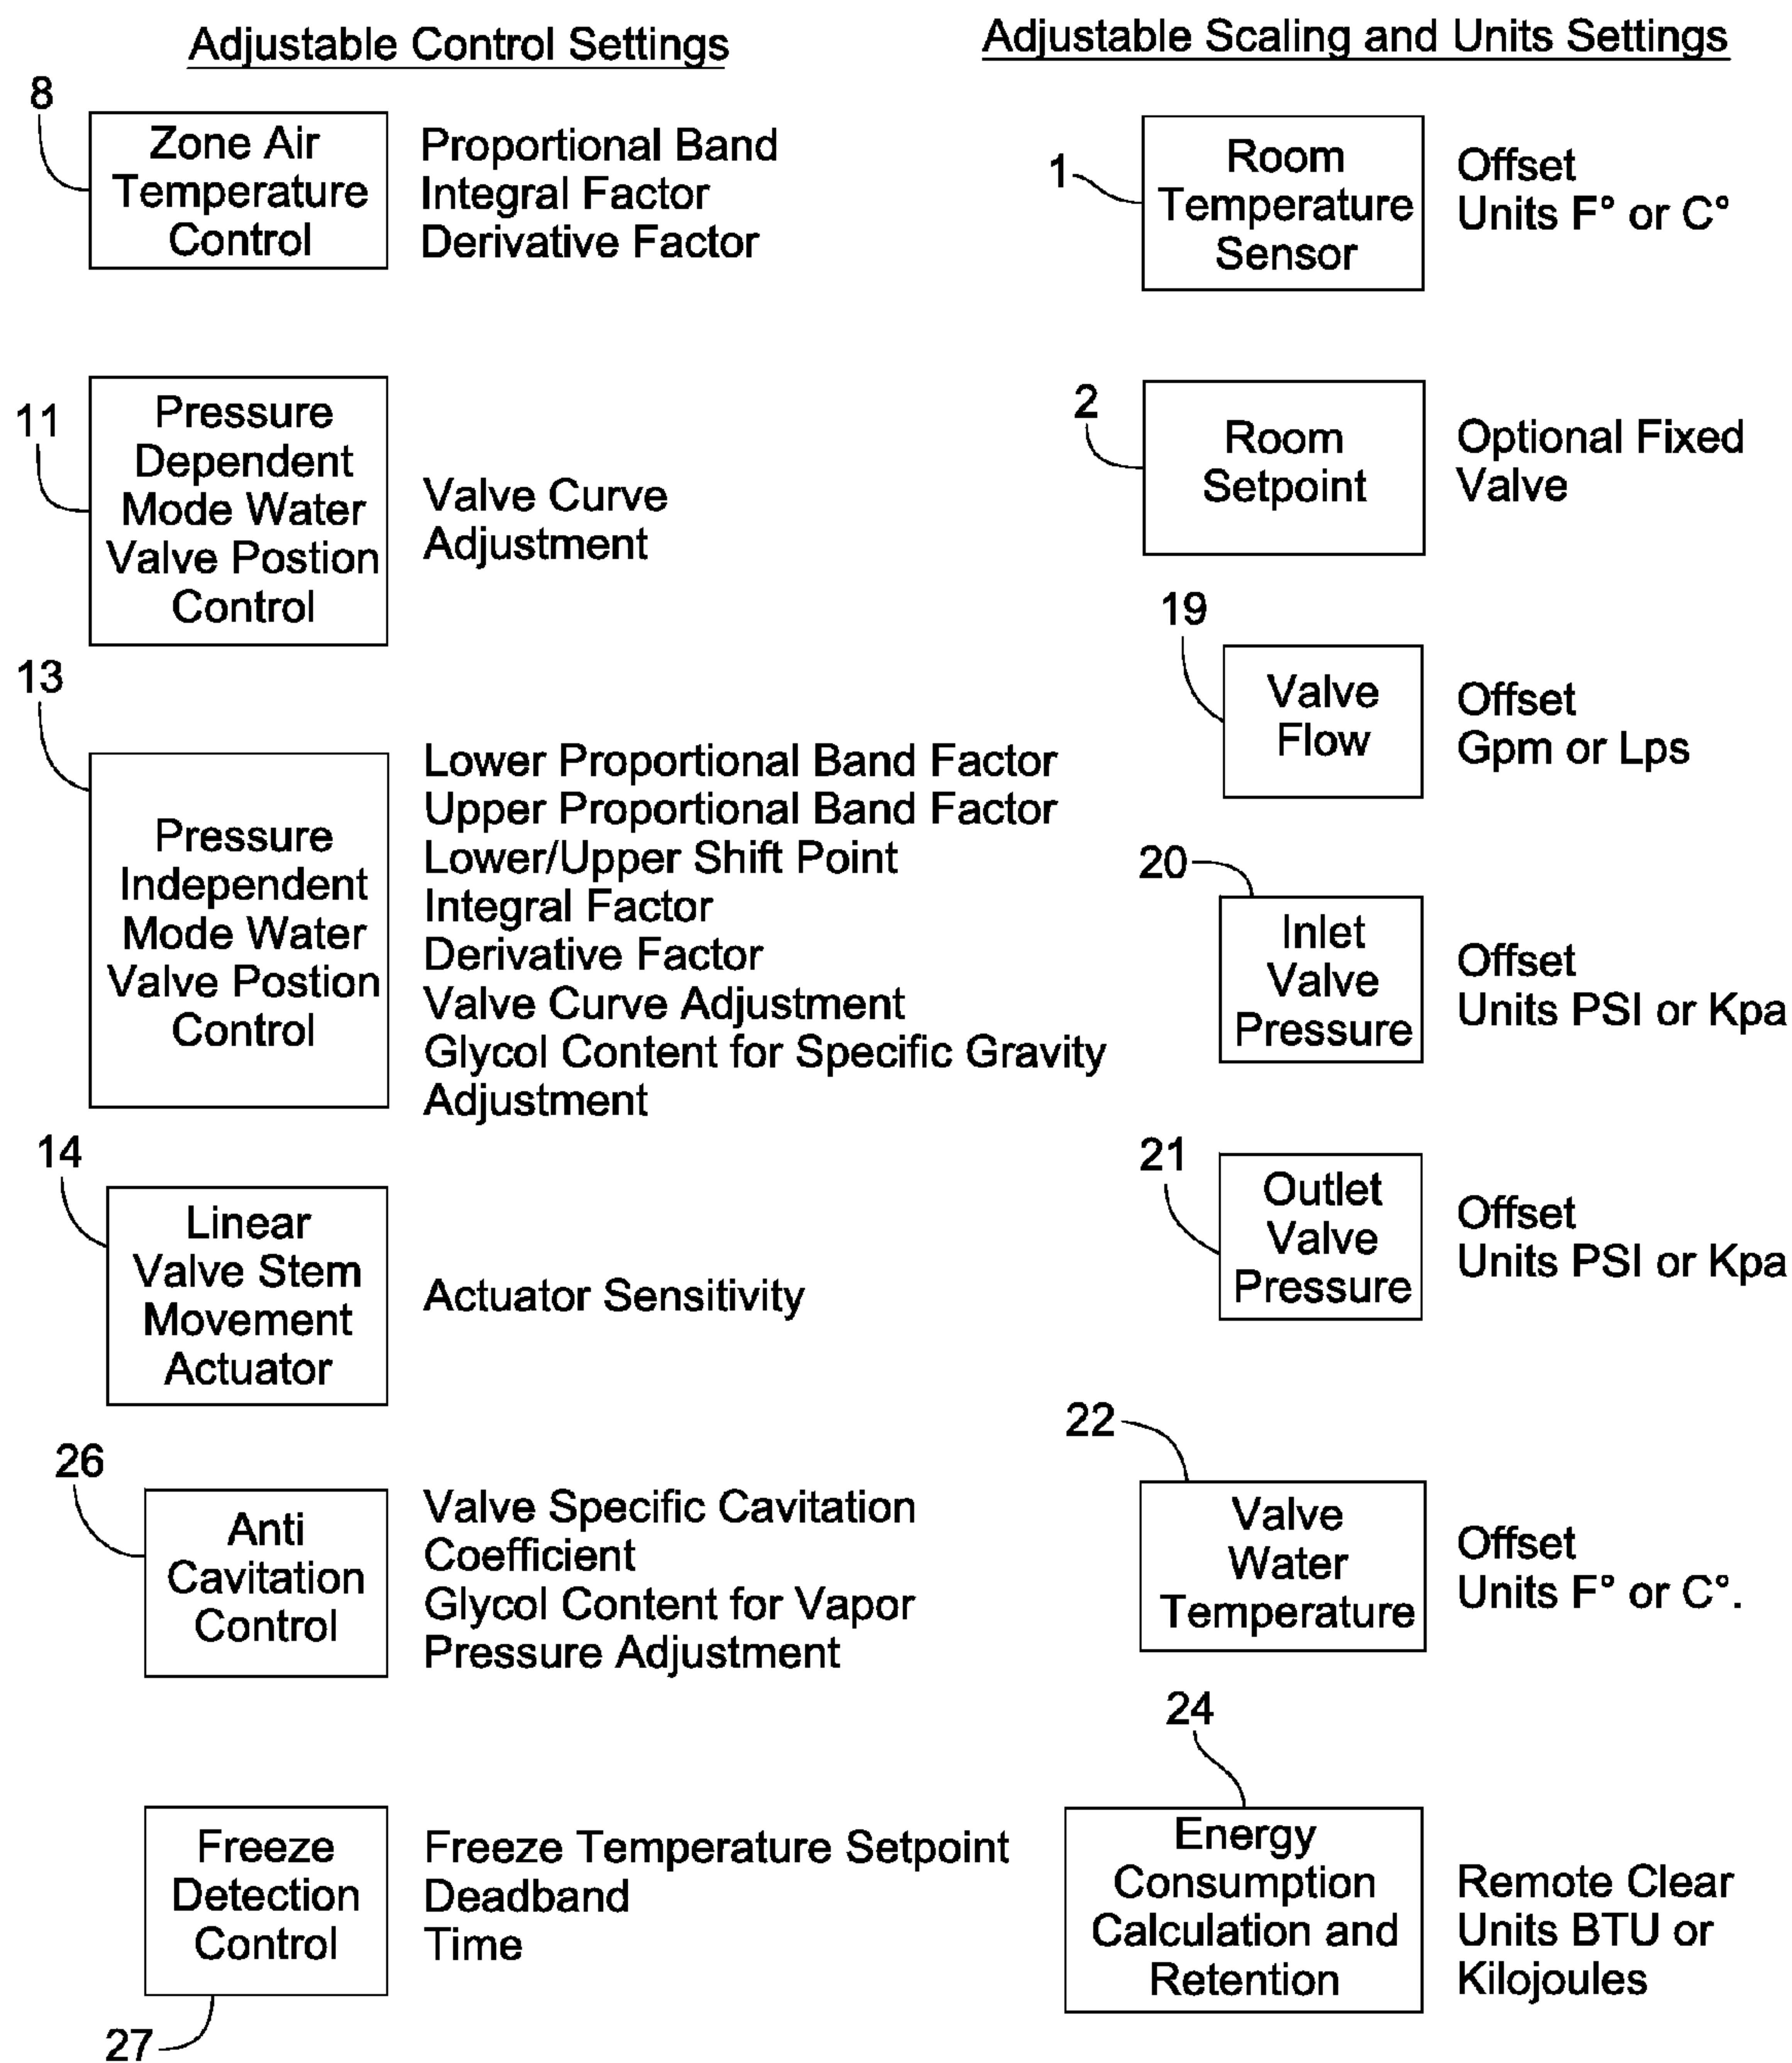 Adjustable Control Settings
8
Zone Air
Temperature
Control
Proportional Band
Integral Factor
Derivative Factor
11
Pressure
Dependent
Mode Water
Valve Postion
Control
Valve Curve
Adjustment
13
Pressure
Independent
Mode Water
Valve Postion
Control
Lower Proportional Band Factor
Upper Proportional Band Factor
Lower/Upper Shift Point
Integral Factor
Derivative Factor
Valve Curve Adjustment
Glycol Content for Specific Gravity
Adjustment
14
Linear
Valve Stem
Movement
Actuator
Actuator Sensitivity
26
Anti
Cavitation
Control
Valve Specific Cavitation
Coefficient
Glycol Content for Vapor
Pressure Adjustment
Freeze
Detection
Control
27
Freeze Temperature Setpoint
Deadband
Time
Adjustable Scaling and Units Settings
1
Room
Temperature
Sensor
Offset
Units F° or C°
2
Room
Setpoint
Optional Fixed
Valve
19
Valve
Flow
Offset
Gpm or Lps
20
Inlet
Valve
Pressure
Offset
Units PSI or Kpa
21
Outlet
Valve
Pressure
Offset
Units PSI or Kpa
22
Valve
Water
Temperature
Offset
Units F° or C°.
24
Energy
Consumption
Calculation and
Retention
Remote Clear
Units BTU or
Kilojoules